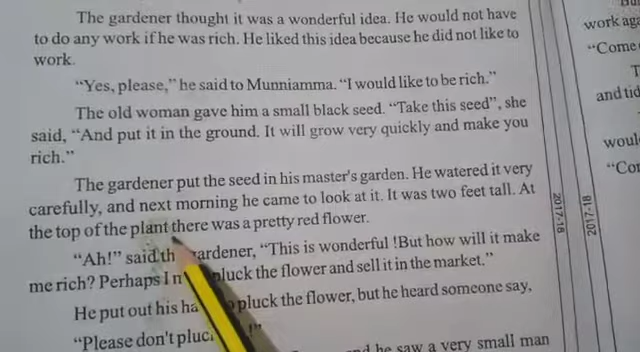 The gardener thought it was a wonderful idea. He would not have
to do any work if he was rich. He liked this idea because he did not like to
work.
"Yes, please," he said to Munniamma. "I would like to be rich."
The old woman gave him a small black seed. "Take this seed", she
said, "And put it in the ground. It will grow very quickly and make you
rich."
The gardener put the seed in his master's garden. He watered it very
carefully, and next morning he came to look at it. It was two feet tall. At
the top of the plant there was a pretty red flower.
"Ah!" said th ardener, "This is wonderful !But how will it make
me rich? Perhaps I pluck the flower and sell it in the market."
He put out his ha pluck the flower, but he heard someone say,
"Please don't pluc !"
he saw a very small man
2017-18
2017-18
work aga
"Come
and tid
woul